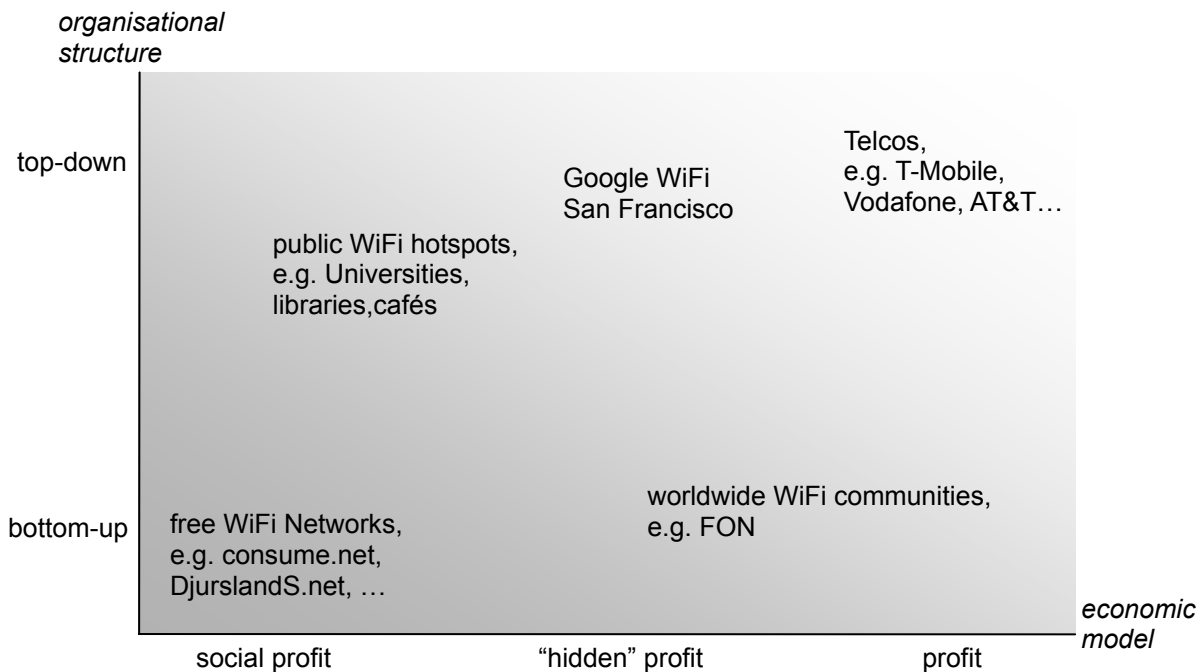 organisational
structure
top-down
Telcos,
e.g. T-Mobile,
Vodafone, AT&T…
Google WiFi
San Francisco
public WiFi hotspots,
e.g. Universities,
libraries,cafés
bottom-up
free WiFi Networks,
e.g. consume.net,
DjurslandS.net, …
worldwide WiFi communities,
e.g. FON
economic
model
social profit
“hidden” profit
profit